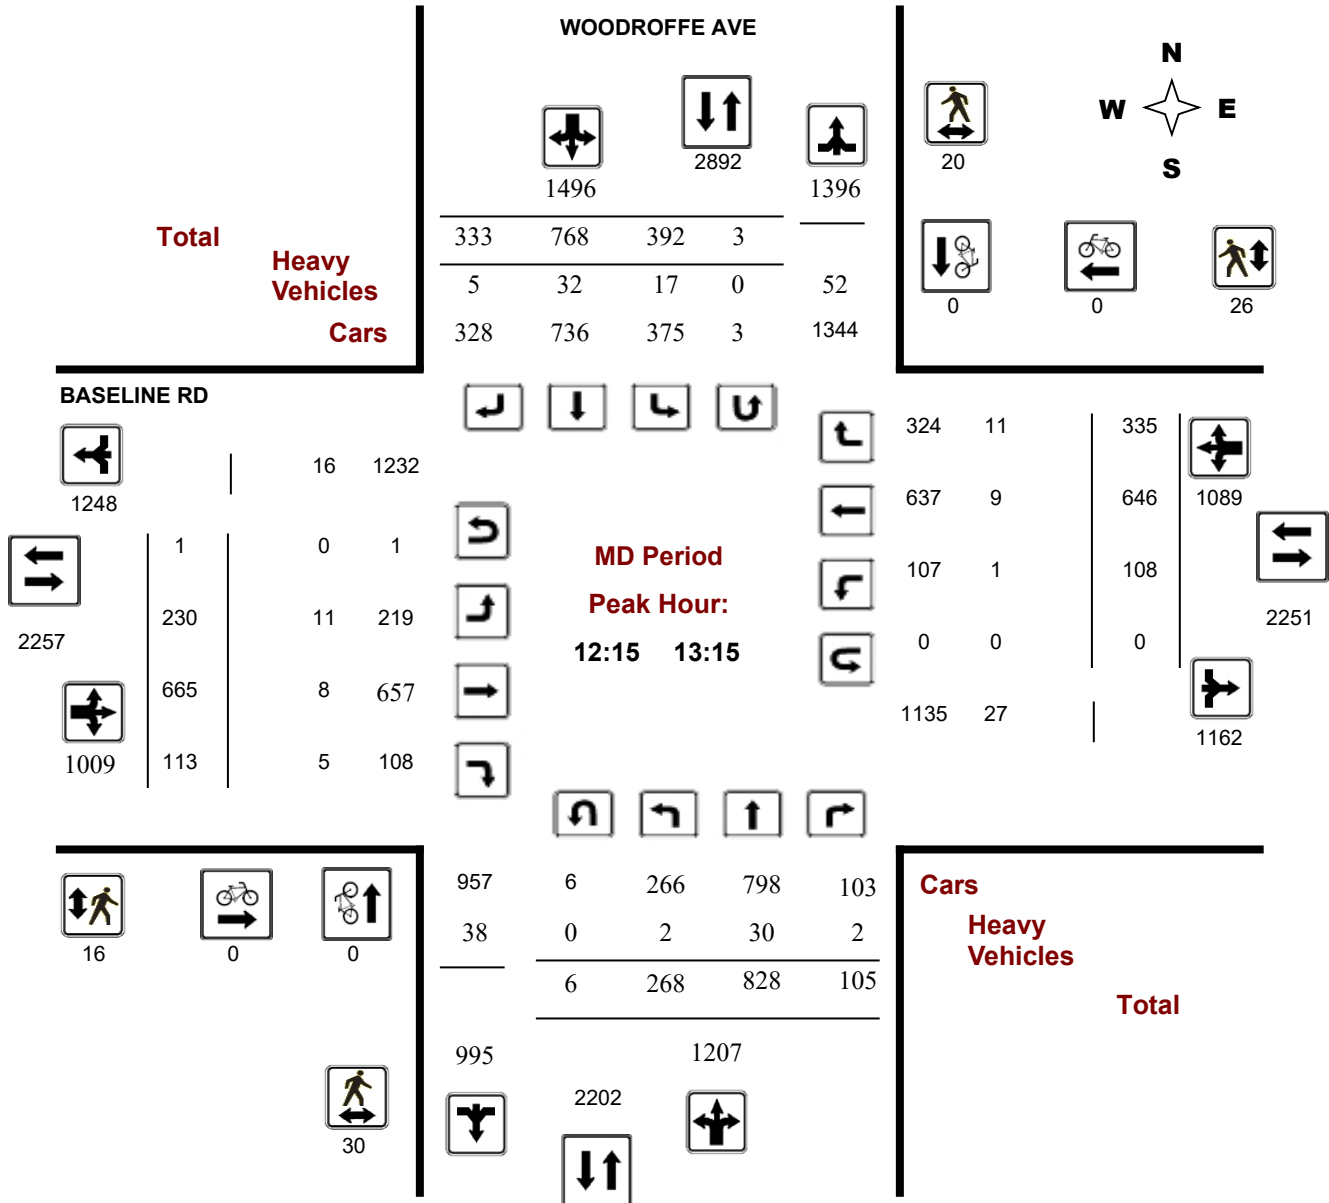 WOODROFFE AVE
N
W E
S
2892
20
1496
1396
Total
333 768 392 3
Heavy
Vehicles
5 32 17 0 52
0 0 26
Cars
328 736 375 3 1344
BASELINE RD
324 11 335
16 1232
1248
637 9 646 1089
1 0 1
MD Period
107 1 108
Peak Hour:
230 11 219
2251
2257
12:15 13:15
0 0 0
665 8 657
1135 27
1162
1009 113 5 108
957 6 266 798 103
Cars
38 0 2 30 2
Heavy
Vehicles
16 0 0
6 268 828 105
Total
995 1207
2202
30